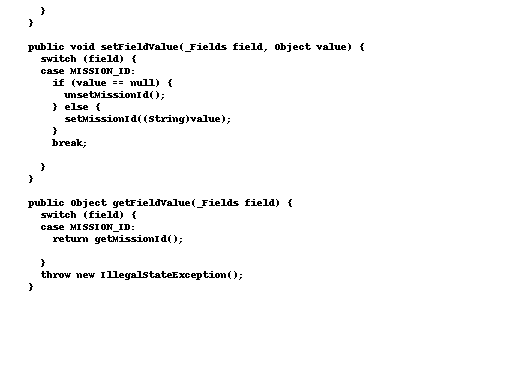 }
}
public void setFieldValue(_Fields field, Object value) {
switch (field) {
case MISSION_ID:
if (value == null) {
unsetMissionId();
} else {
setMissionId((String)value);
}
break;
}
}
public Object getFieldValue(_Fields field) {
switch (field) {
case MISSION_ID:
return getMissionId();
}
throw new IllegalStateException();
}